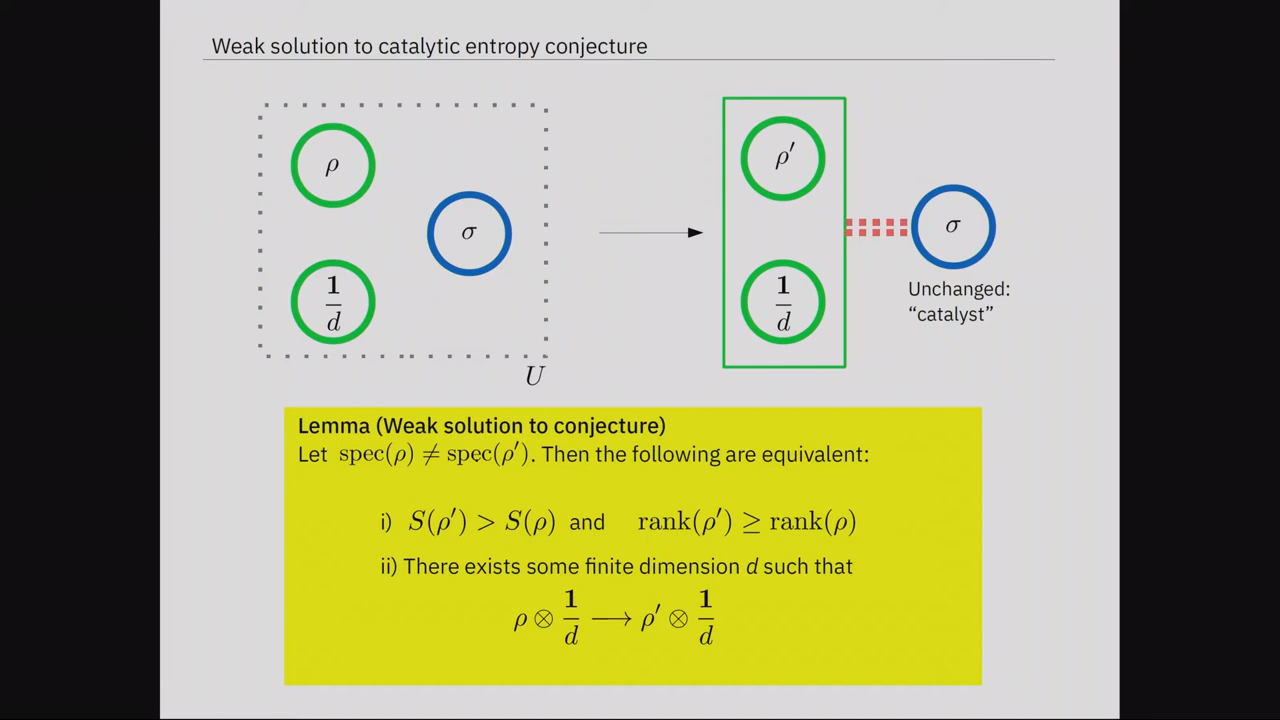 Weak solution to catalytic entropy conjecture
ρ
σ
𝟏/d
U
ρ′
𝟏/d
σ
Unchanged:
“catalyst”
Lemma (Weak solution to conjecture)
Let spec(ρ) ≠ spec(ρ′). Then the following are equivalent:
i) S(ρ′) > S(ρ) and rank(ρ′) ≥ rank(ρ)
ii) There exists some finite dimension d such that
ρ ⊗ 𝟏/d ⟶ ρ′ ⊗ 𝟏/d